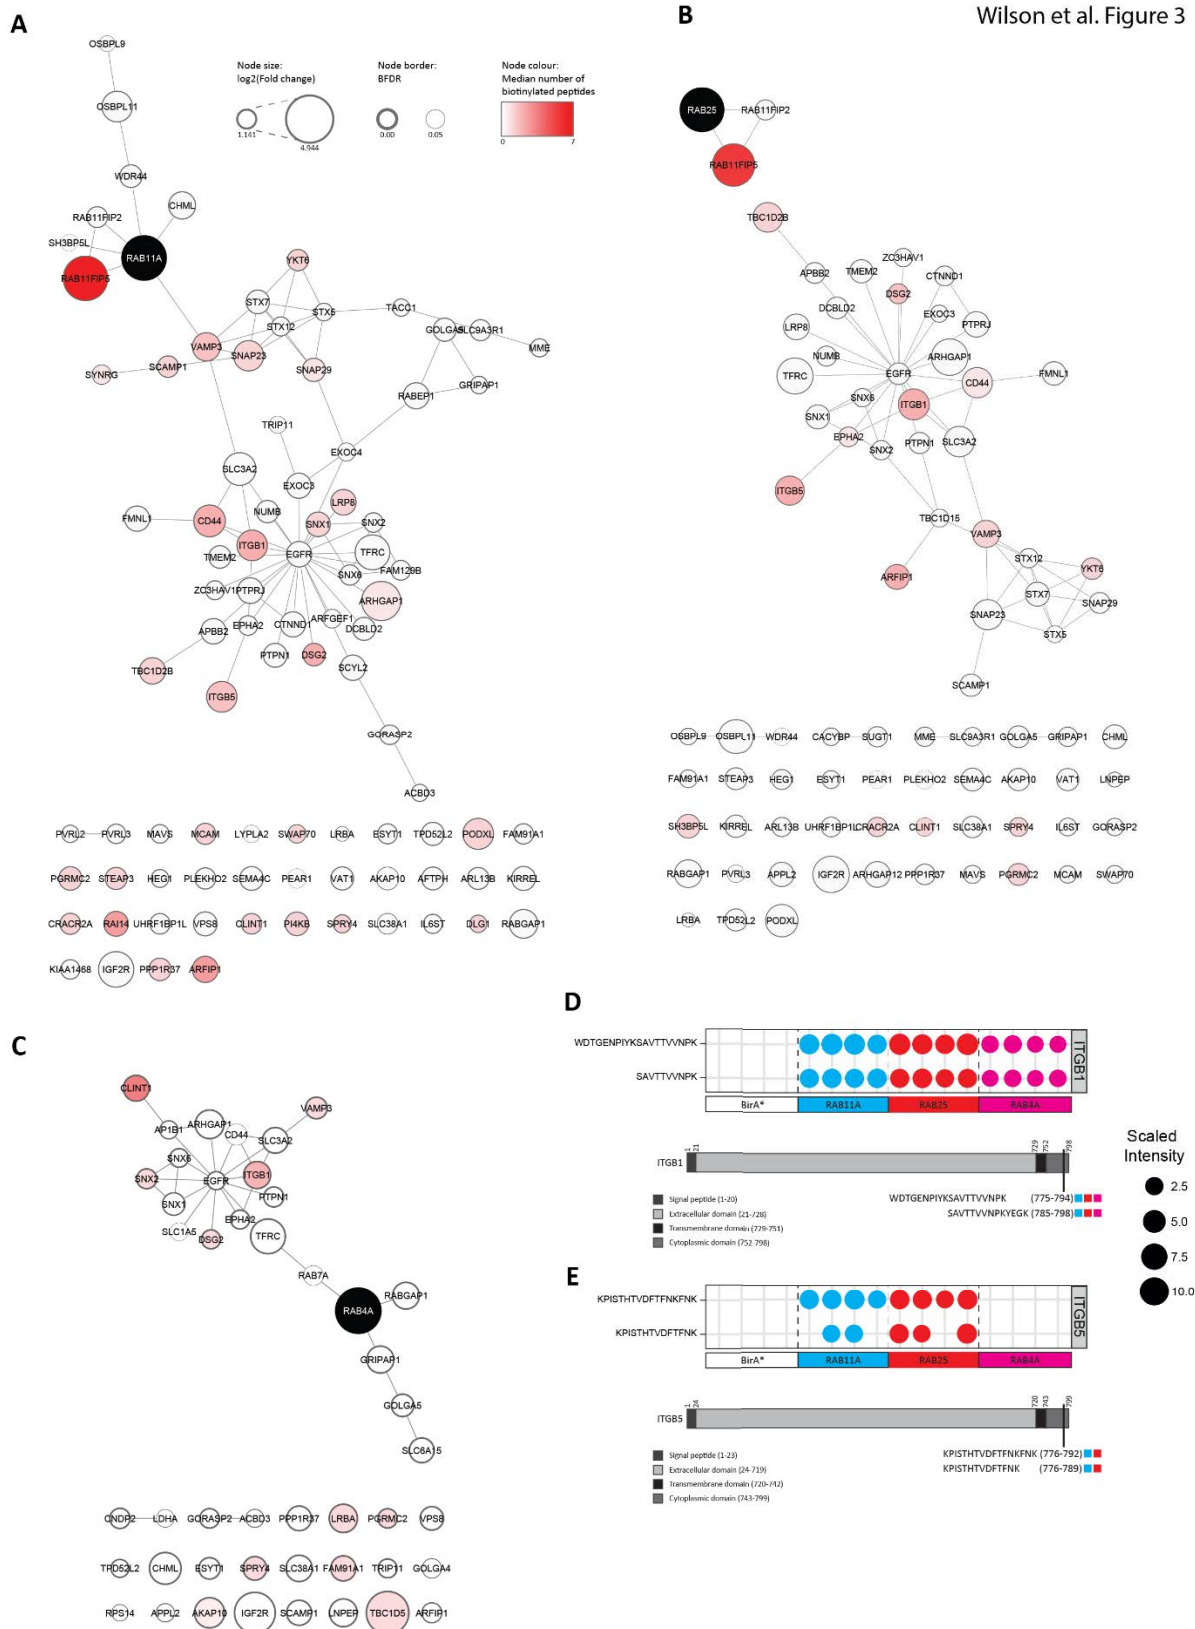 Wilson et al. Figure 3
A
Node size:
log2(Fold change)
1.141
4.944
Node border:
BFDR
0.00
0.05
Node colour:
Median number of
biotinylated peptides
0
7
OSBPL9
OSBPL11
WDR44
CHML
RAB11FIP2
SH3BP5L
RAB11A
RAB11FIP5
YKT6
STX7
STX5
STX12
TACC1
GOLGA5
SLC9A3R1
MME
VAMP3
SNAP23
SCAMP1
SYNRG
SNAP29
GRIPAP1
RABEP1
TRIP11
EXOC4
SLC3A2
EXOC3
LRP8
NUMB
FMNL1
CD44
SNX1
SNX2
ITGB1
TMEM2
EGFR
TFRC
SNX6
FAM129B
ZC3HAV1
PTPRJ
ARHGAP1
EPHA2
CTNND1
ARFGEF1
DCBLD2
APBB2
PTPN1
DSG2
SCYL2
TBC1D2B
ITGB5
GORASP2
ACBD3
PVRL2 PVRL3 MAVS MCAM LYPLA2 SWAP70 LRBA ESYT1 TPD52L2 PODXL FAM91A1
PGRMC2 STEAP3 HEG1 PLEKHO2 SEMA4C PEAR1 VAT1 AKAP10 AFTPH ARL13B KIRREL
CRACR2A RAI14 UHRF1BP1L VPS8 CLINT1 PI4KB SPRY4 SLC38A1 IL6ST DLG1 RABGAP1
KIAA1468 IGF2R PPP1R37 ARFIP1
B
RAB25
RAB11FIP2
RAB11FIP5
TBC1D2B
ZC3HAV1
APBB2
TMEM2
CTNND1
DSG2
DCBLD2
EXOC3
LRP8
PTPRJ
NUMB
ARHGAP1
TFRC
EGFR
CD44
FMNL1
SNX6
ITGB1
SNX1
EPHA2
PTPN1
SLC3A2
SNX2
ITGB5
TBC1D15
VAMP3
STX12
ARFIP1
YKT6
STX7
SNAP29
SNAP23
STX5
SCAMP1
OSBPL9 OSBPL11 WDR44 CACYBP SUGT1 MME SLC9A3R1 GOLGA5 GRIPAP1 CHML
FAM91A1 STEAP3 HEG1 ESYT1 PEAR1 PLEKHO2 SEMA4C AKAP10 VAT1 LNPEP
SH3BP5L KIRREL ARL13B UHRF1BP1L CRACR2A CLINT1 SLC38A1 SPRY4 IL6ST GORASP2
RABGAP1 PVRL3 APPL2 IGF2R ARHGAP12 PPP1R37 MAVS PGRMC2 MCAM SWAP70
LRBA TPD52L2 PODXL
C
CLINT1
VAMP3
ARHGAP1
AP1B1
CD44
SLC3A2
SNX6
SNX2
EGFR
ITGB1
PTPN1
SNX1
EPHA2
SLC1A5
DSG2
TFRC
RAB7A
RABGAP1
RAB4A
GRIPAP1
GOLGA5
SLC6A15
CNDP2 LDHA GORASP2 ACBD3 PPP1R37 LRBA PGRMC2 VPS8
TPD52L2 CHML ESYT1 SPRY4 SLC38A1 FAM91A1 TRIP11 GOLGA4
RPS14 APPL2 AKAP10 IGF2R SCAMP1 LNPEP TBC1D5 ARFIP1
D
WDTGENPIYKSAVTTVVNPK
SAVTTVVNPK
ITGB1
BirA* RAB11A RAB25 RAB4A
1 21 729 752 798
ITGB1
Signal peptide (1-20)
Extracellular domain (21-728)
Transmembrane domain (729-751)
Cytoplasmic domain (752-798)
WDTGENPIYKSAVTTVVNPK (775-794)
SAVTTVVNPKYEGK (785-798)
Scaled
Intensity
2.5
5.0
7.5
10.0
E
KPISTHTVDFTFNKFNK
KPISTHTVDFTFNK
ITGB5
BirA* RAB11A RAB25 RAB4A
1 24 720 743 799
ITGB5
Signal peptide (1-23)
Extracellular domain (24-719)
Transmembrane domain (720-742)
Cytoplasmic domain (743-799)
KPISTHTVDFTFNKFNK (776-792)
KPISTHTVDFTFNK (776-789)